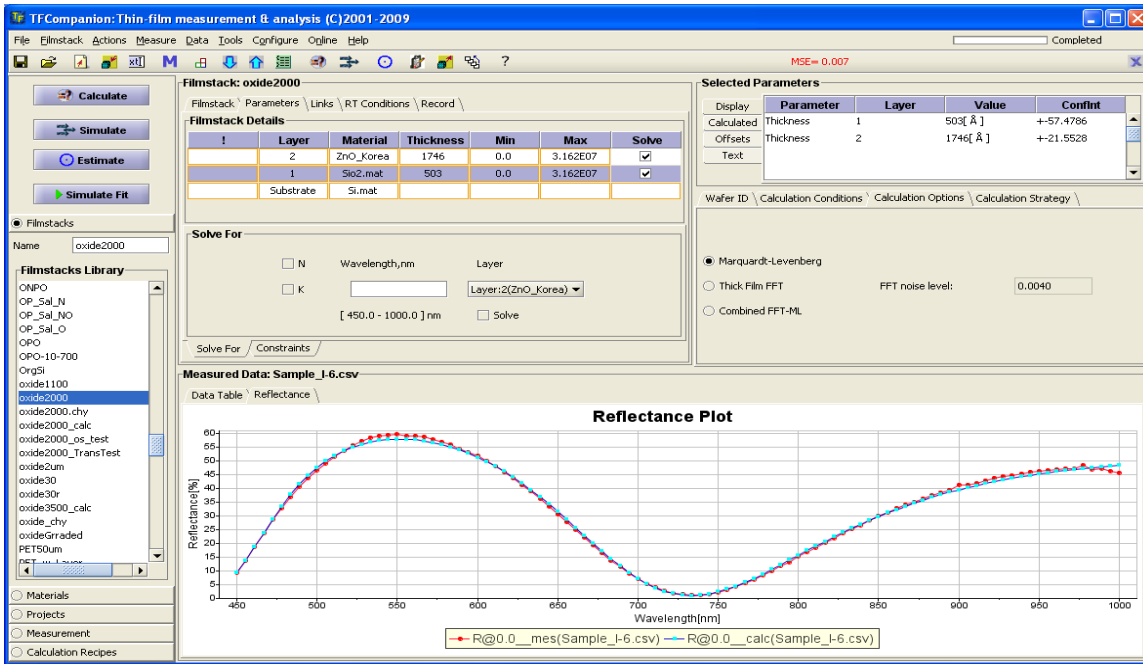 TFCompanion: Thin-film measurement & analysis (C)2001-2009
File Filmstack Actions Measure Data Tools Configure Online Help
Completed
MSE= 0.007
Calculate
Simulate
Estimate
Simulate Fit
Filmstacks
Name oxide2000
Filmstacks Library
ONPO
OP_Sal_N
OP_Sal_NO
OP_Sal_O
OPO
OPO-10-700
OrgSi
oxide1100
oxide2000
oxide2000.chy
oxide2000_calc
oxide2000_os_test
oxide2000_TransTest
oxide2um
oxide30
oxide30r
oxide3500_calc
oxide_chy
oxideGrraded
PET50um
Materials
Projects
Measurement
Calculation Recipes
Filmstack: oxide2000
Filmstack Parameters Links RT Conditions Record
Filmstack Details
! Layer Material Thickness Min Max Solve
2 ZnO_Korea 1746 0.0 3.162E07
1 Sio2.mat 503 0.0 3.162E07
Substrate Si.mat
Solve For
N Wavelength,nm Layer
K Layer:2(ZnO_Korea)
[ 450.0 - 1000.0 ] nm Solve
Solve For Constraints
Selected Parameters
Display Parameter Layer Value ConfInt
Calculated Thickness 1 503[ Å ] +-57.4786
Offsets Thickness 2 1746[ Å ] +-21.5528
Text
Wafer ID Calculation Conditions Calculation Options Calculation Strategy
Marquardt-Levenberg
Thick Film FFT FFT noise level: 0.0040
Combined FFT-ML
Measured Data: Sample_I-6.csv
Data Table Reflectance
Reflectance Plot
Reflectance[%]
60
55
50
45
40
35
30
25
20
15
10
5
0
450 500 550 600 650 700 750 800 850 900 950 1000
Wavelength[nm]
R@0.0__mes(Sample_I-6.csv) R@0.0__calc(Sample_I-6.csv)